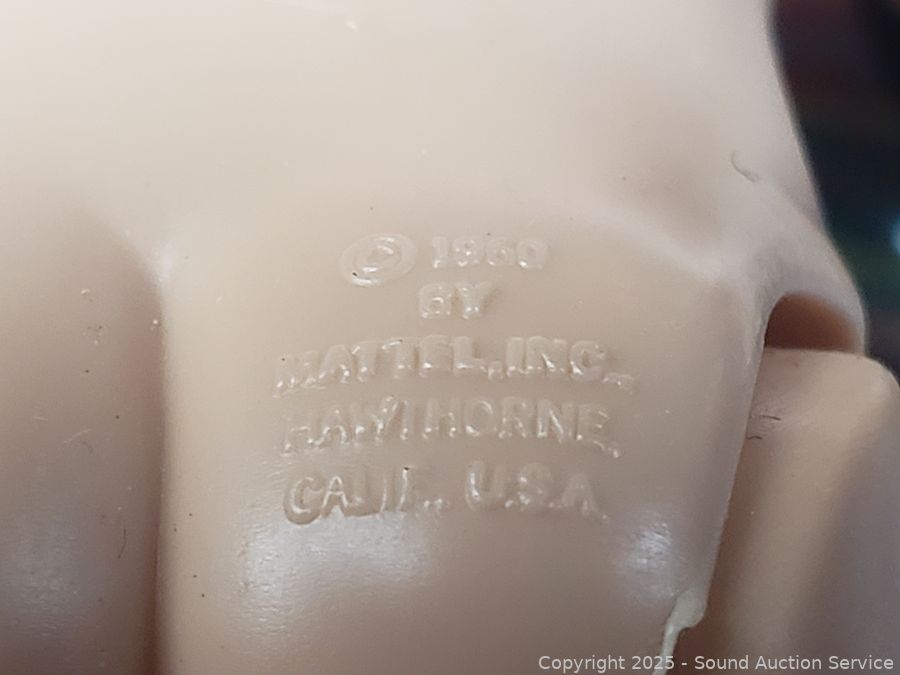 © 1960
BY
MATTEL, INC.
HAWTHORNE,
CALIF., U.S.A.
Copyright 2025 - Sound Auction Service